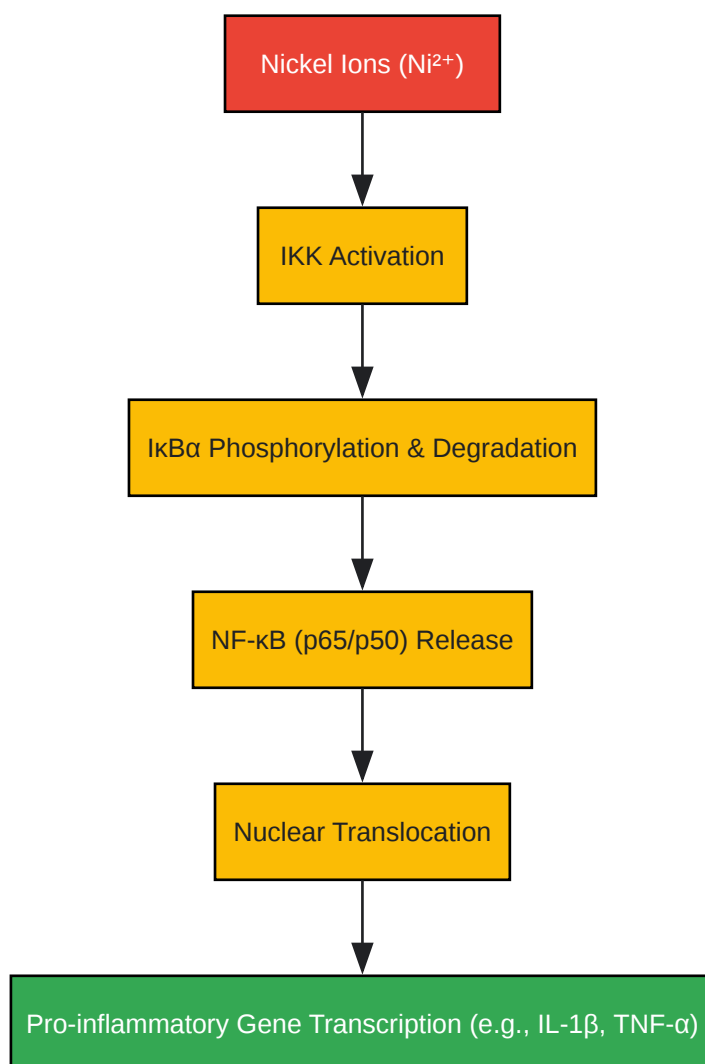 Nickel Ions (Ni²⁺)
IKK Activation
IκBα Phosphorylation & Degradation
NF-κB (p65/p50) Release
Nuclear Translocation
Pro-inflammatory Gene Transcription (e.g., IL-1β, TNF-α)